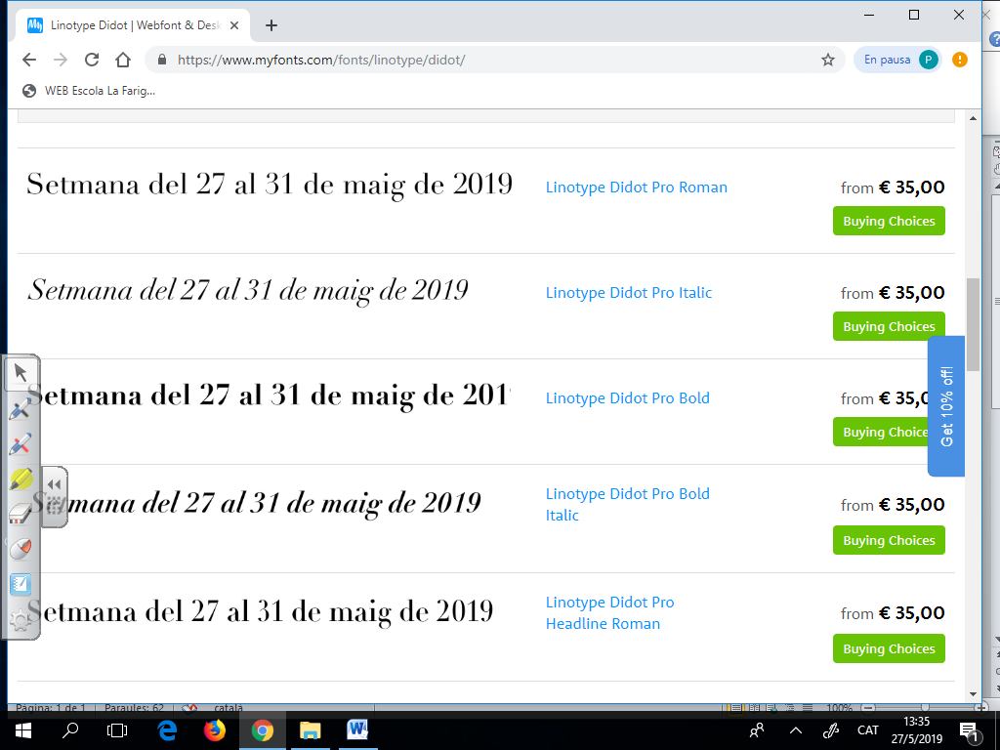 Linotype Didot | Webfont & Desk
https://www.myfonts.com/fonts/linotype/didot/
En pausa P
WEB Escola La Farig...
Setmana del 27 al 31 de maig de 2019
Linotype Didot Pro Roman
from € 35,00
Buying Choices
Setmana del 27 al 31 de maig de 2019
Linotype Didot Pro Italic
from € 35,00
Buying Choices
Setmana del 27 al 31 de maig de 201
Linotype Didot Pro Bold
from € 35,0
Buying Choice
Get 10% off!
Setmana del 27 al 31 de maig de 2019
Linotype Didot Pro Bold
Italic
from € 35,00
Buying Choices
Setmana del 27 al 31 de maig de 2019
Linotype Didot Pro
Headline Roman
from € 35,00
Buying Choices
Pàgina: 1 de 1 Paraules: 62 català 100%
CAT
13:35
27/5/2019
1